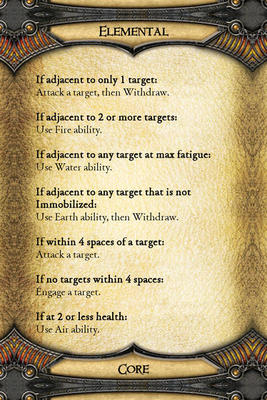 Elemental
If adjacent to only 1 target:
Attack a target, then Withdraw.
If adjacent to 2 or more targets:
Use Fire ability.
If adjacent to any target at max fatigue:
Use Water ability.
If adjacent to any target that is not
Immobilized:
Use Earth ability, then Withdraw.
If within 4 spaces of a target:
Attack a target.
If no targets within 4 spaces:
Engage a target.
If at 2 or less health:
Use Air ability.
Core